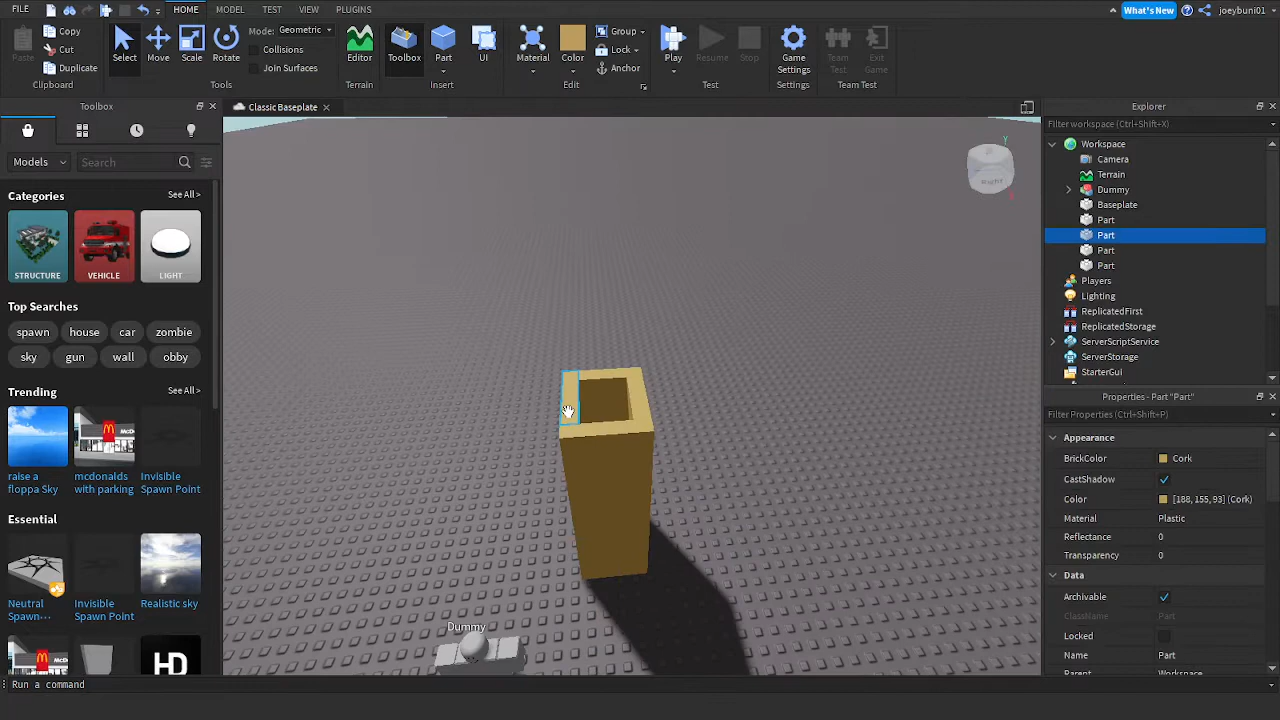 FILE HOME MODEL TEST VIEW PLUGINS What's New joeybuni01
Paste Copy Cut Duplicate Clipboard
Select Move Scale Rotate Mode: Geometric Collisions Join Surfaces Tools
Editor Terrain
Toolbox Part UI Insert
Material Color Group Lock Anchor Edit
Play Resume Stop Test
Game Settings Settings
Team Test Exit Game Team Test
Toolbox
Models Search
Categories See All >
STRUCTURE VEHICLE LIGHT
Top Searches
spawn house car zombie
sky gun wall obby
Trending See All >
raise a floppa Sky
mcdonalds with parking
Invisible Spawn Point
Essential See All >
Neutral Spawn···
Invisible Spawn Point
Realistic sky
HD
Classic Baseplate
Dummy
Explorer
Filter workspace (Ctrl+Shift+X)
Workspace
Camera
Terrain
Dummy
Baseplate
Part
Part
Part
Part
Players
Lighting
ReplicatedFirst
ReplicatedStorage
ServerScriptService
ServerStorage
StarterGui
Properties - Part "Part"
Filter Properties (Ctrl+Shift+P)
Appearance
BrickColor Cork
CastShadow
Color [188,155,93] (Cork)
Material Plastic
Reflectance 0
Transparency 0
Data
Archivable
ClassName Part
Locked
Name Part
Parent Workspace
Run a command